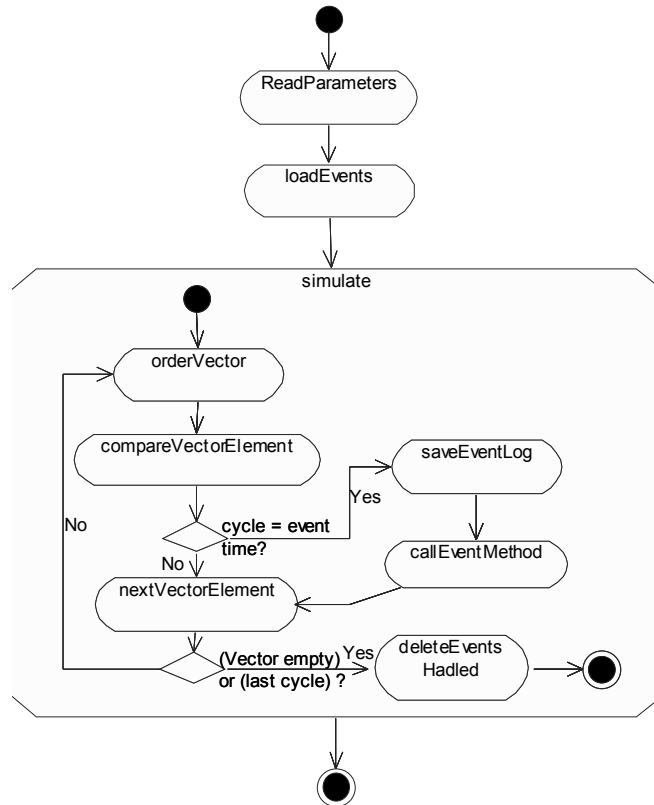 ReadParameters
loadEvents
simulate
orderVector
compareVectorElement
saveEventLog
Yes
No
cycle = event
time?
callEventMethod
No
nextVectorElement
(Vector empty)
or (last cycle) ?
Yes
deleteEvents
Hadled